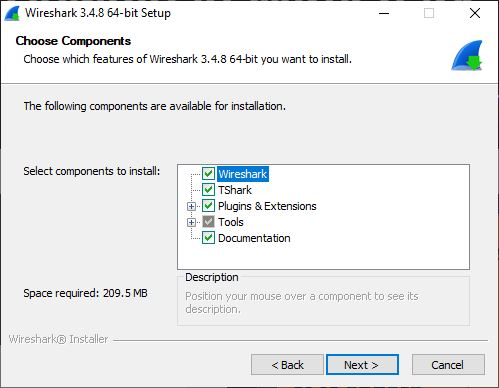 Wireshark 3.4.8 64-bit Setup
Choose Components
Choose which features of Wireshark 3.4.8 64-bit you want to install.
The following components are available for installation.
Select components to install:
Wireshark
TShark
Plugins & Extensions
Tools
Documentation
Space required: 209.5 MB
Description
Position your mouse over a component to see its
description.
Wireshark® Installer
< Back
Next >
Cancel